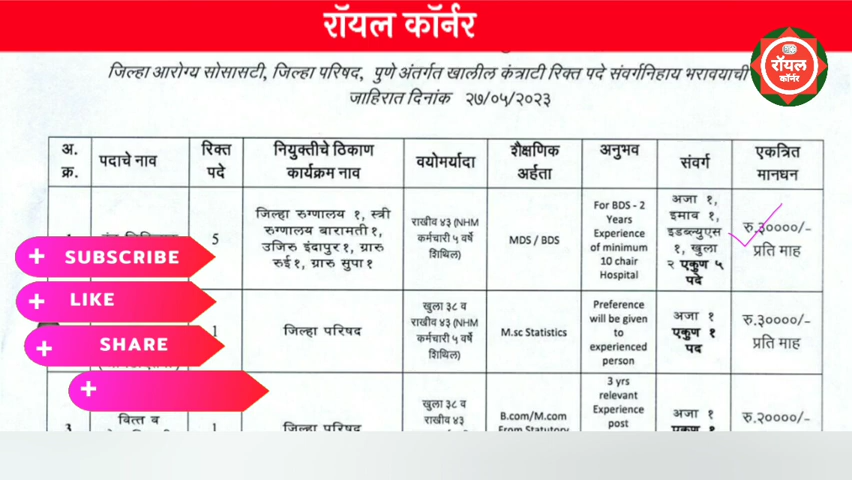 रॉयल कॉर्नर
रॉयल
कॉर्नर
जिल्हा आरोग्य सोसासटी, जिल्हा परिषद, पुणे अंतर्गत खालील कंत्राटी रिक्त पदे संवर्गनिहाय भरावयाची
जाहिरात दिनांक २७/०५/२०२३
अ. क्र. पदाचे नाव रिक्त पदे नियुक्तीचे ठिकाण कार्यक्रम नाव वयोमर्यादा शैक्षणिक अर्हता अनुभव संवर्ग एकत्रित मानधन
5
जिल्हा रुग्णालय १, स्त्री
रुग्णालय बारामती १,
उजिरु इंदापुर १, ग्रारु
रुई १, ग्रारु सुपा १
राखीव ४३ (NHM
कर्मचारी ५ वर्षे
शिथिल)
MDS / BDS
For BDS - 2
Years
Experience
of minimum
10 chair
Hospital
अजा १,
इमाव १,
इडब्ल्युएस
१, खुला
२ एकुण ५
पदे
रु.३००००/-
प्रति माह
SUBSCRIBE
LIKE
SHARE
1
जिल्हा परिषद
खुला ३८ व
राखीव ४३ (NHM
कर्मचारी ५ वर्षे
शिथिल)
M.sc Statistics
Preference
will be given
to
experienced
person
अजा १
एकुण १
पद
रु.३००००/-
प्रति माह
3.
वित्त व
1
जिल्हा परिषद
खुला ३८ व
राखीव ४३
B.com/M.com
From Statutory
3 yrs
relevant
Experience
post
अजा १
एकुण १
रु.२००००/-